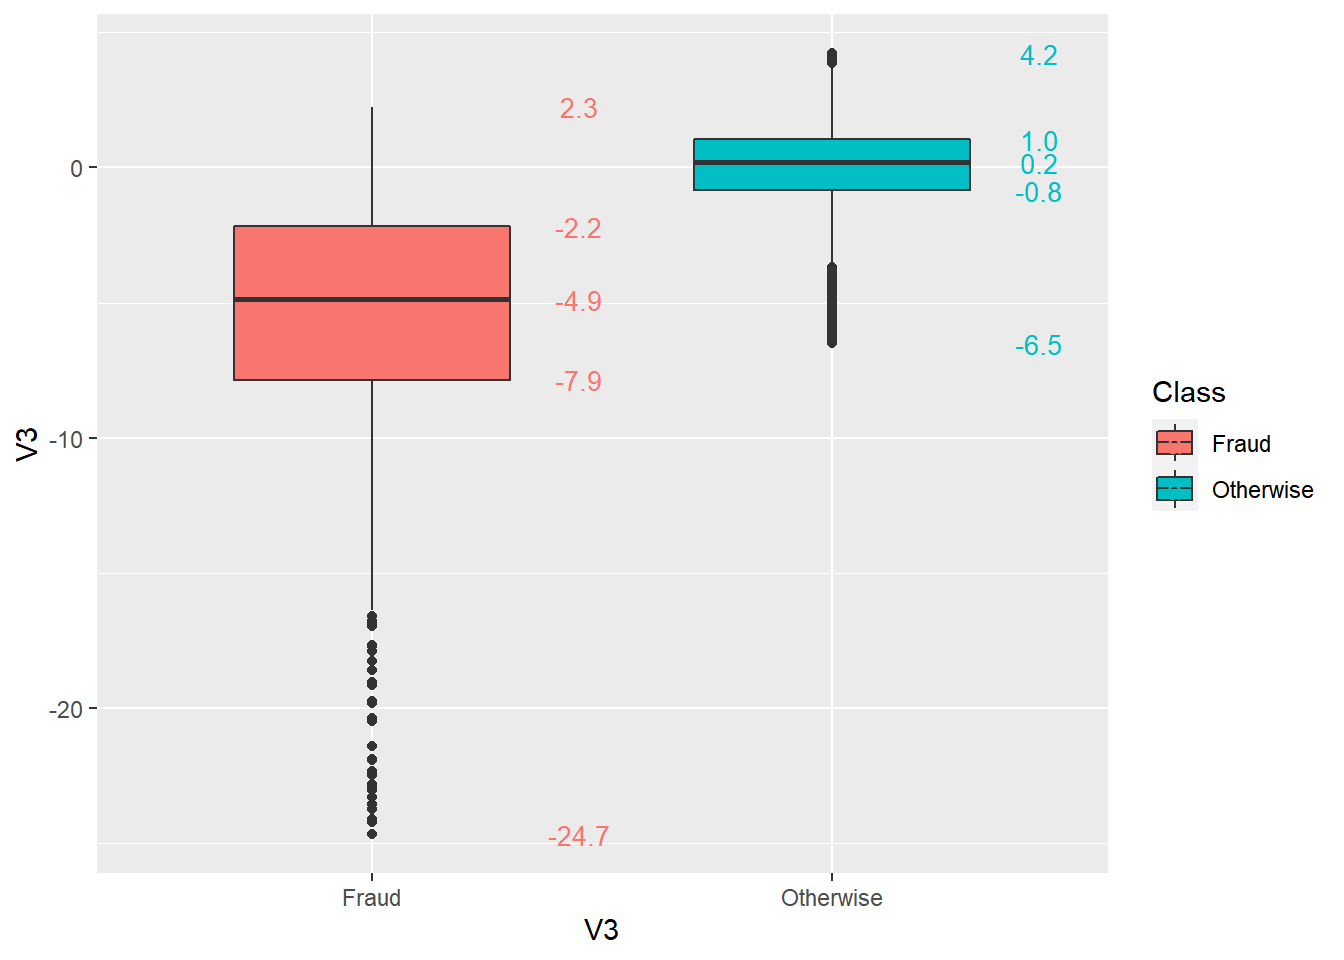 4.2
2.3
1.0
0
0.2
-0.8
-2.2
-4.9
-6.5
-7.9
Class
V3
-10
Fraud
Otherwise
-20
-24.7
Fraud
Otherwise
V3